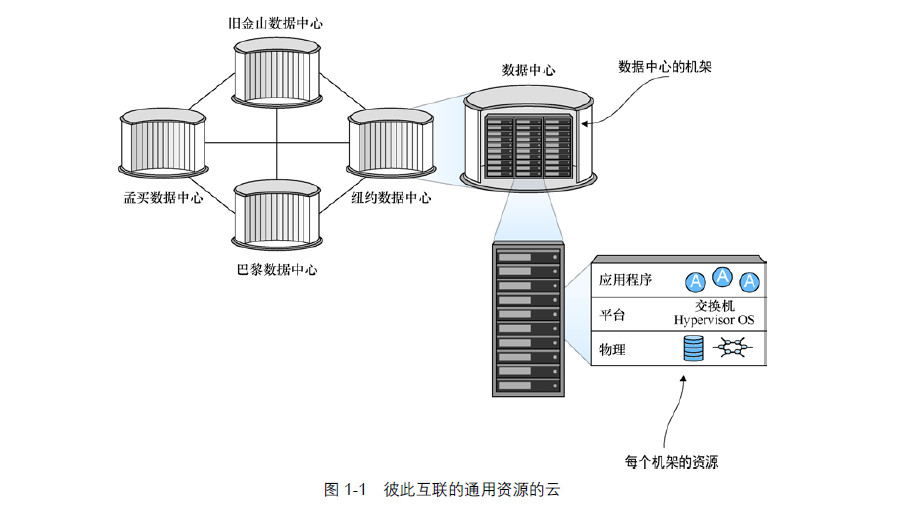 旧金山数据中心
数据中心
数据中心的机架
孟买数据中心
纽约数据中心
巴黎数据中心
应用程序 A A A
平台 交换机
Hypervisor OS
物理
每个机架的资源
图 1-1 彼此互联的通用资源的云